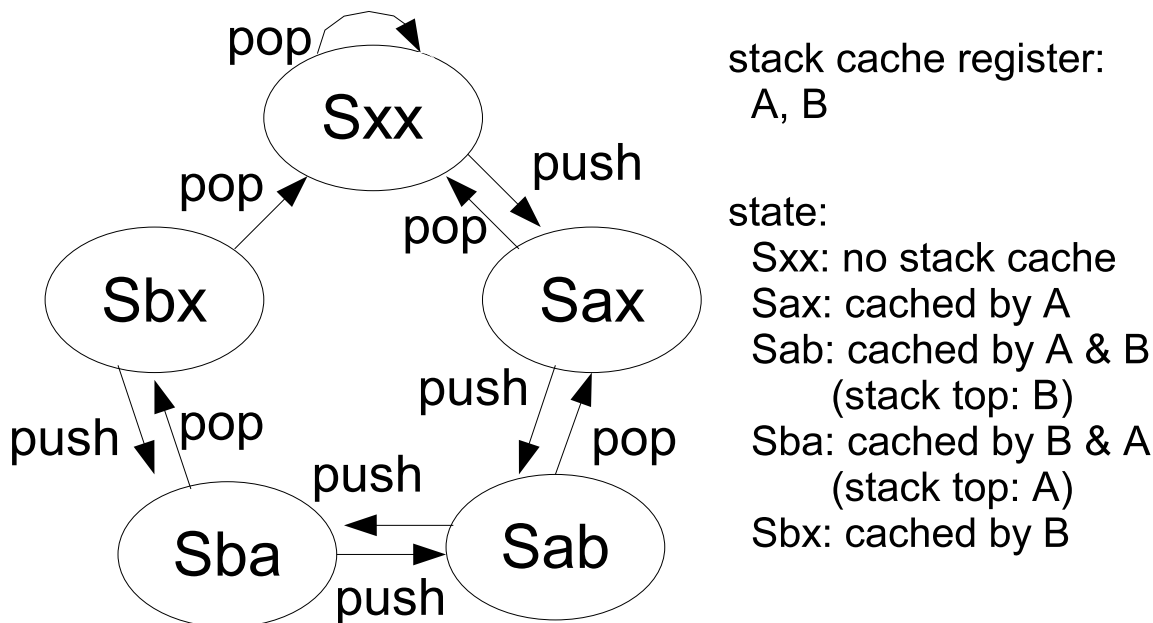 pop
Sxx
push
pop
pop
Sbx
Sax
push
pop
push
pop
push
Sba
Sab
push
stack cache register:
A, B
state:
Sxx: no stack cache
Sax: cached by A
Sab: cached by A & B
(stack top: B)
Sba: cached by B & A
(stack top: A)
Sbx: cached by B